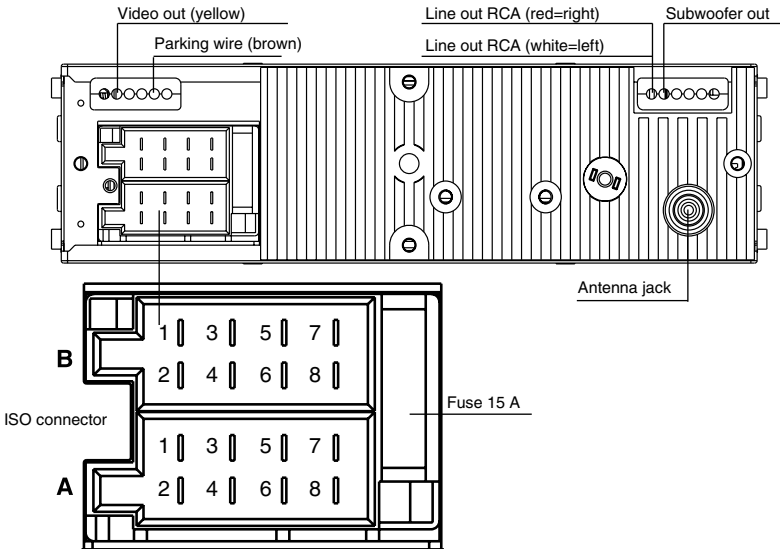 Video out (yellow)
Line out RCA (red=right)
Subwoofer out
Parking wire (brown)
Line out RCA (white=left)
Antenna jack
1 3 5 7
B
2 4 6 8
Fuse 15 A
ISO connector
1 3 5 7
A
2 4 6 8